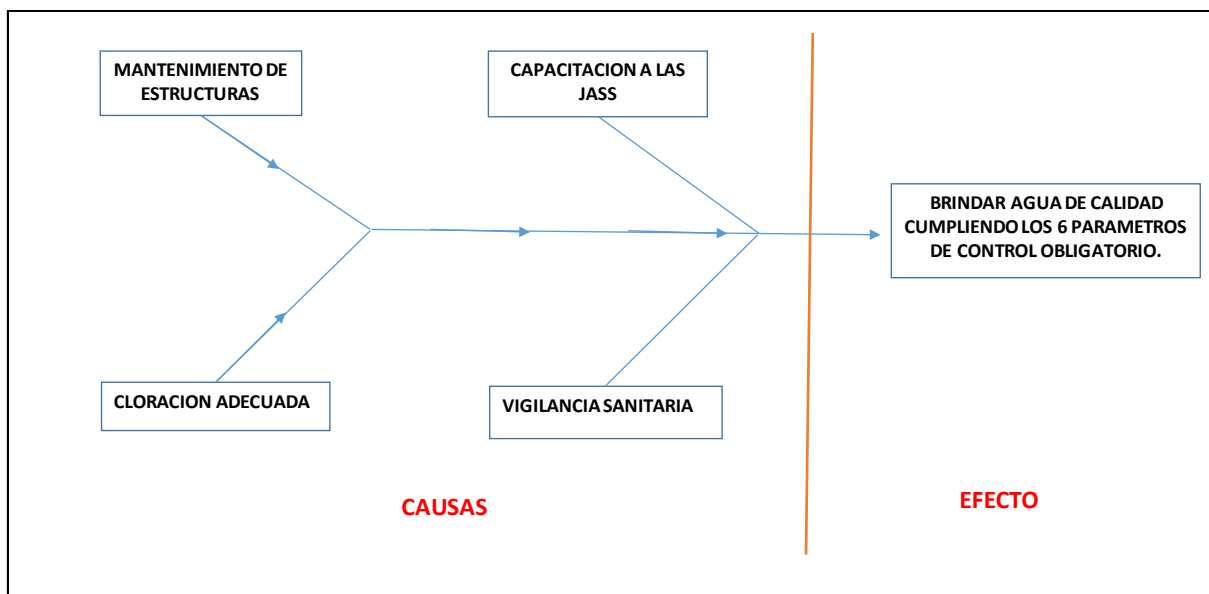 MANTENIMIENTO DE
ESTRUCTURAS
CAPACITACION A LAS
JASS
BRINDAR AGUA DE CALIDAD
CUMPLIENDO LOS 6 PARAMETROS
DE CONTROL OBLIGATORIO.
CLORACION ADECUADA
VIGILANCIA SANITARIA
CAUSAS
EFECTO